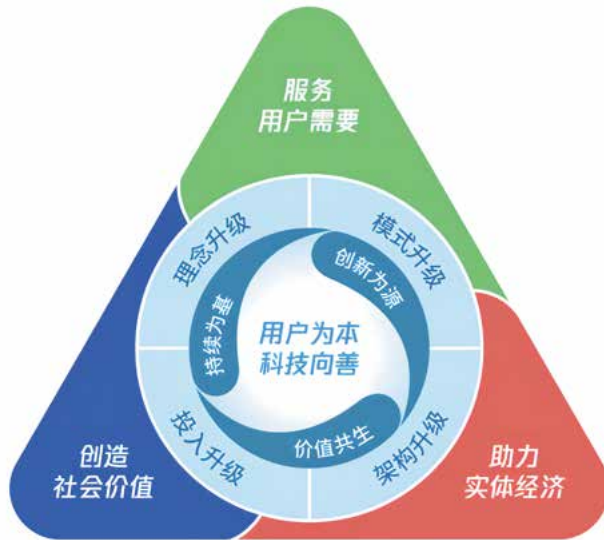 服务
用户需要
理念升级
模式升级
持续为基
创新为源
用户为本
科技向善
价值共生
投入升级
架构升级
创造
社会价值
助力
实体经济